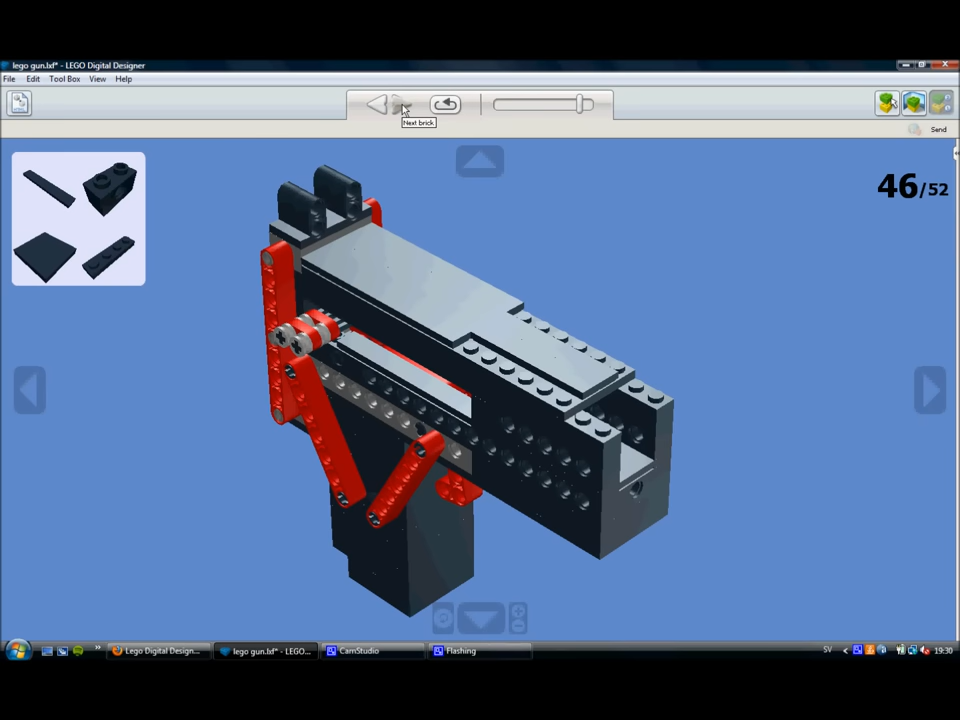 lego gun.lxf* - LEGO Digital Designer
File Edit Tool Box View Help
Next brick
Send
46/52
Lego Digital Design...
lego gun.lxf* - LEGO...
CamStudio
Flashing
SV
19:30